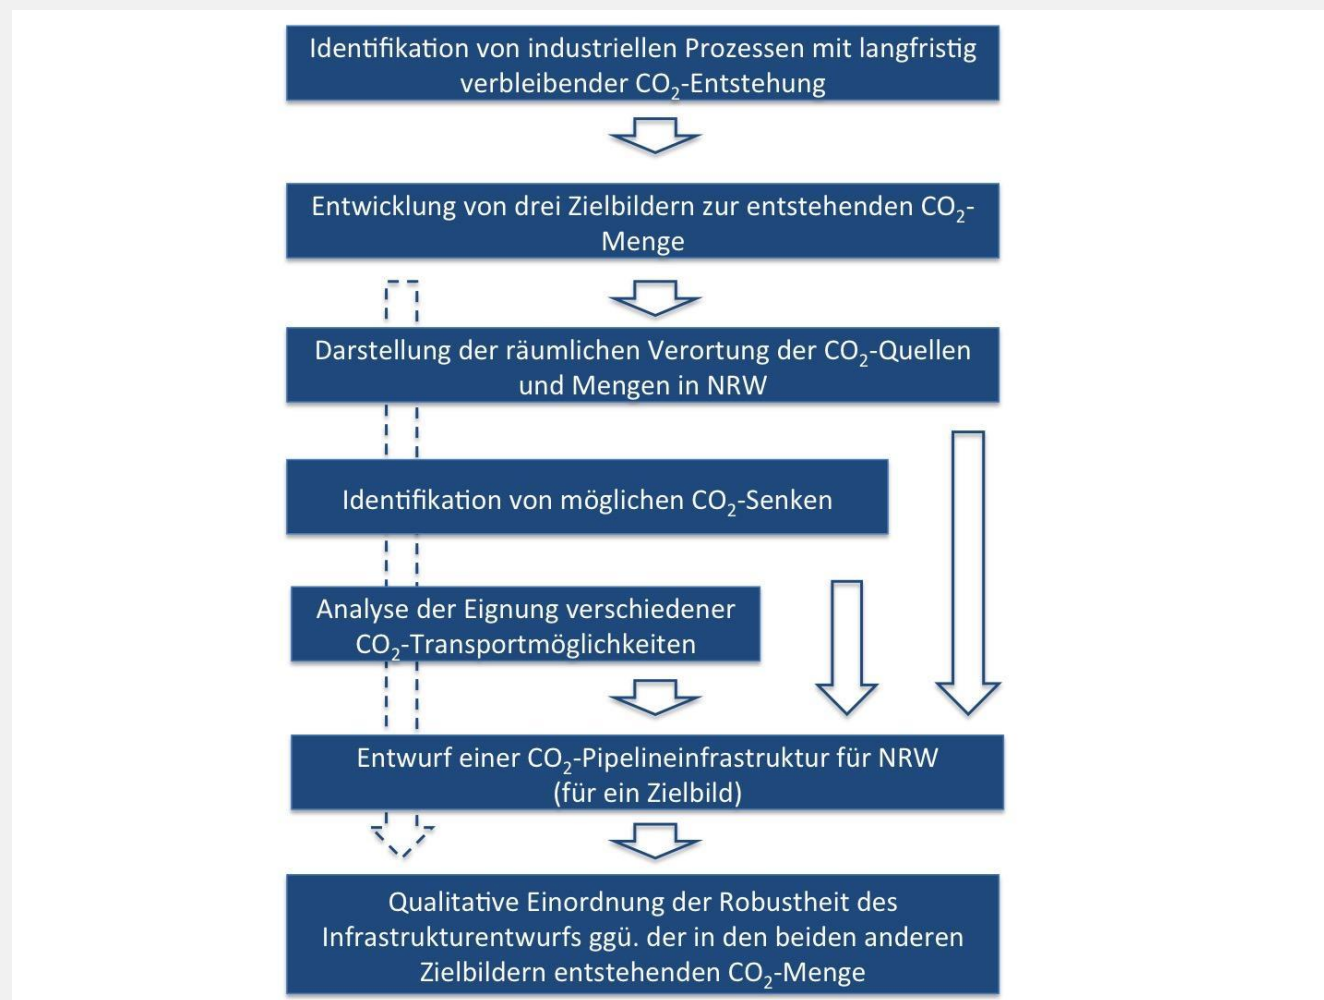 Identifikation von industriellen Prozessen mit langfristig
verbleibender CO₂-Entstehung
Entwicklung von drei Zielbildern zur entstehenden CO₂-
Menge
Darstellung der räumlichen Verortung der CO₂-Quellen
und Mengen in NRW
Identifikation von möglichen CO₂-Senken
Analyse der Eignung verschiedener
CO₂-Transportmöglichkeiten
Entwurf einer CO₂-Pipelineinfrastruktur für NRW
(für ein Zielbild)
Qualitative Einordnung der Robustheit des
Infrastrukturentwurfs ggü. der in den beiden anderen
Zielbildern entstehenden CO₂-Menge